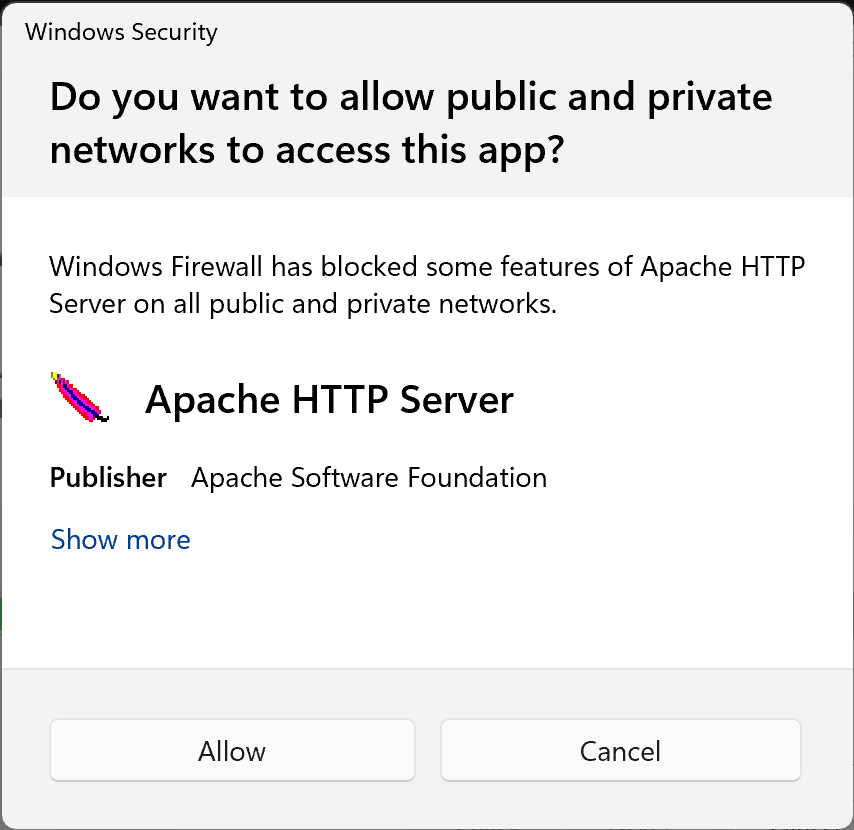 Windows Security
Do you want to allow public and private
networks to access this app?
Windows Firewall has blocked some features of Apache HTTP
Server on all public and private networks.
Apache HTTP Server
Publisher Apache Software Foundation
Show more
Allow Cancel